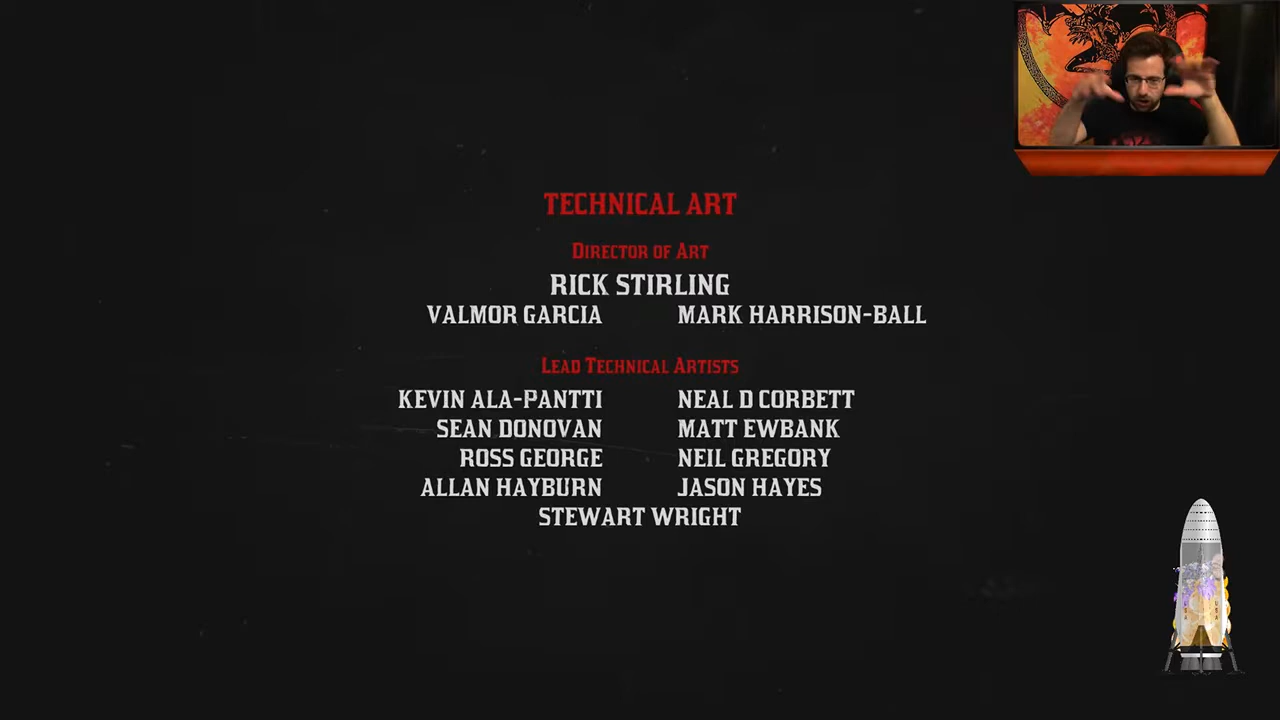 TECHNICAL ART
DIRECTOR OF ART
RICK STIRLING
VALMOR GARCIA MARK HARRISON-BALL
LEAD TECHNICAL ARTISTS
KEVIN ALA-PANTTI NEAL D CORBETT
SEAN DONOVAN MATT EWBANK
ROSS GEORGE NEIL GREGORY
ALLAN HAYBURN JASON HAYES
STEWART WRIGHT